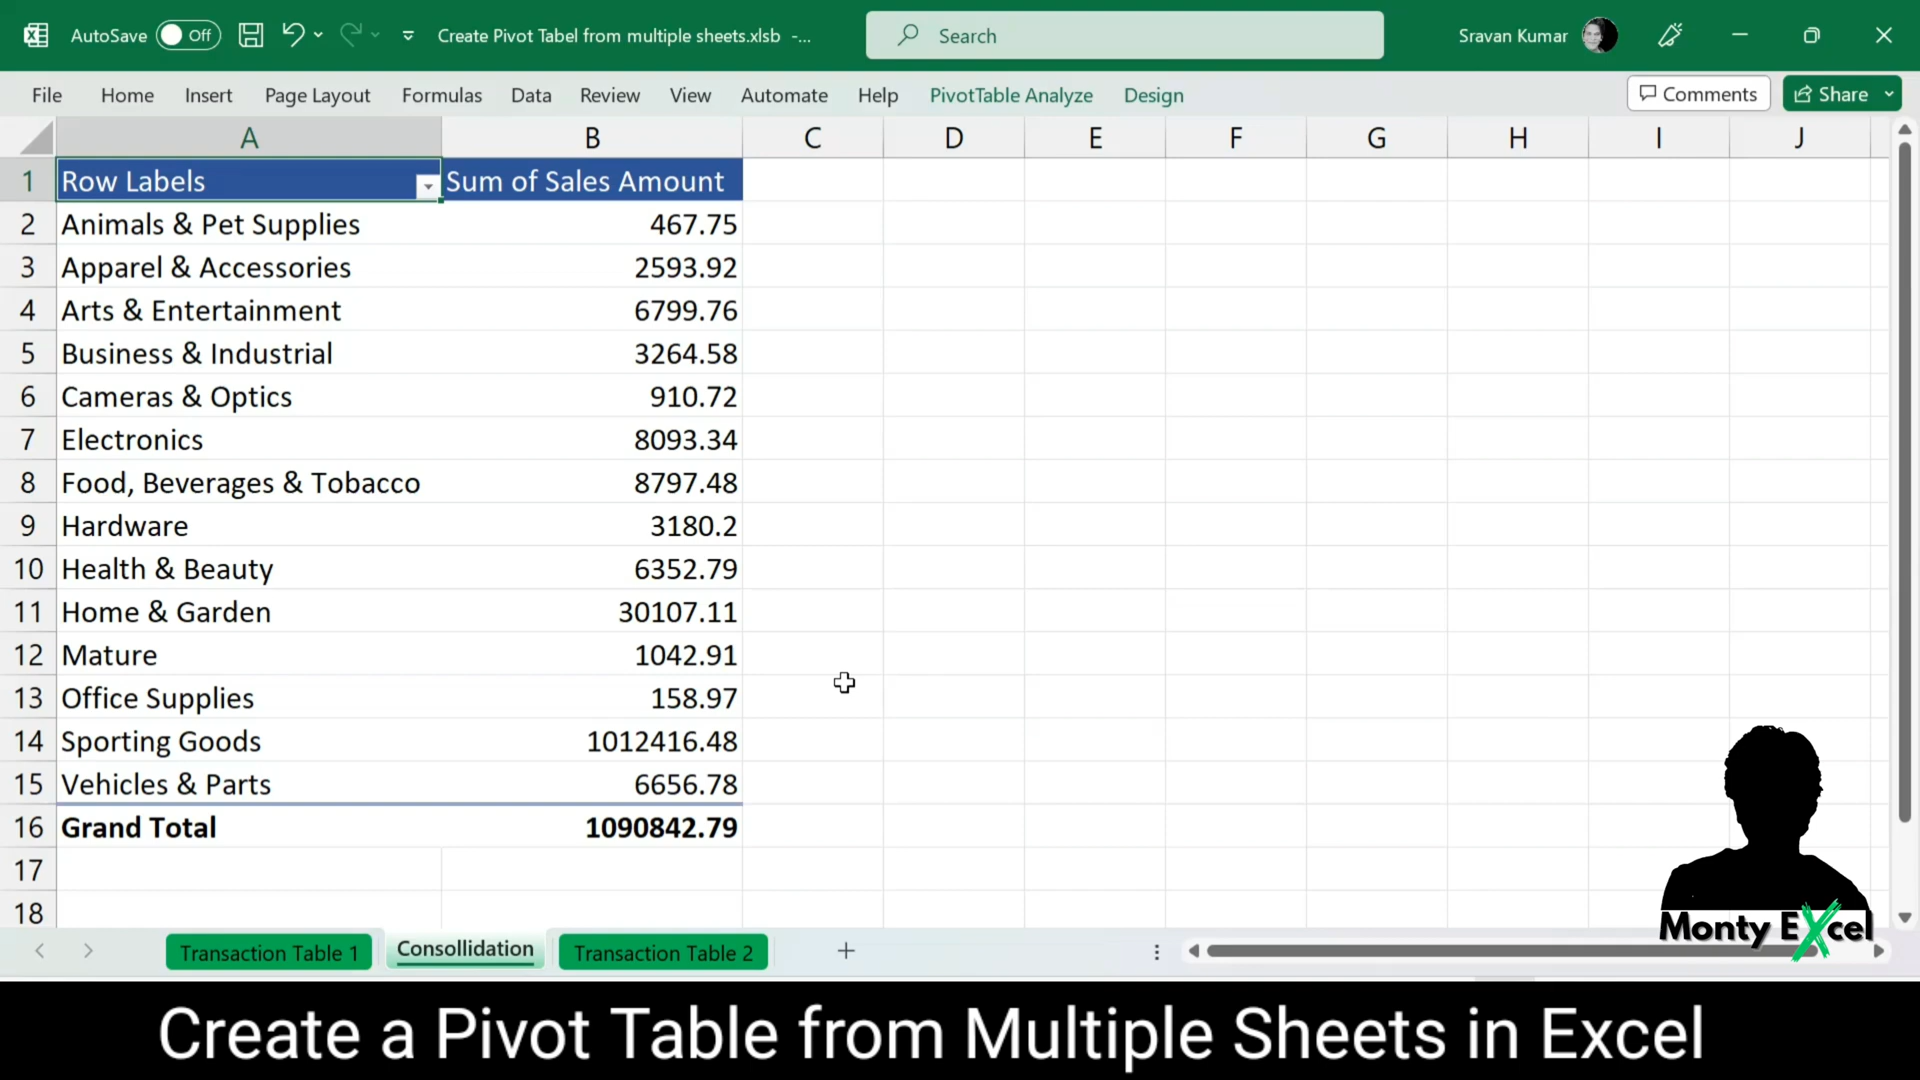 AutoSave Off Create Pivot Tabel from multiple sheets.xlsb -... Search Sravan Kumar
File Home Insert Page Layout Formulas Data Review View Automate Help PivotTable Analyze Design Comments Share
A B C D E F G H I J
1 Row Labels Sum of Sales Amount
2 Animals & Pet Supplies 467.75
3 Apparel & Accessories 2593.92
4 Arts & Entertainment 6799.76
5 Business & Industrial 3264.58
6 Cameras & Optics 910.72
7 Electronics 8093.34
8 Food, Beverages & Tobacco 8797.48
9 Hardware 3180.2
10 Health & Beauty 6352.79
11 Home & Garden 30107.11
12 Mature 1042.91
13 Office Supplies 158.97
14 Sporting Goods 1012416.48
15 Vehicles & Parts 6656.78
16 Grand Total 1090842.79
17
18
Monty Excel
Transaction Table 1 Consollidation Transaction Table 2
Create a Pivot Table from Multiple Sheets in Excel